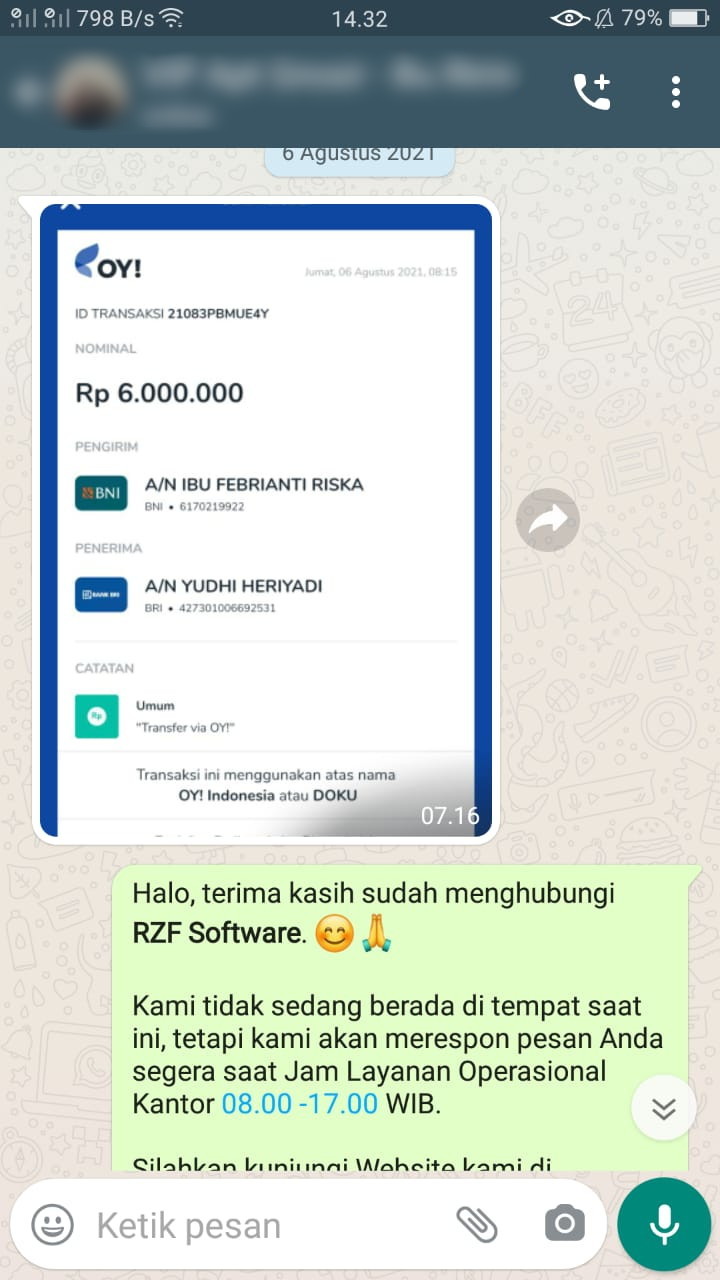 798 B/s
14.32
79%
6 Agustus 2021
OY!
Jumat, 06 Agustus 2021, 08:15
ID TRANSAKSI 21083PBMUE4Y
NOMINAL
Rp 6.000.000
PENGIRIM
BNI
A/N IBU FEBRIANTI RISKA
BNI • 6170219922
PENERIMA
BANK BRI
A/N YUDHI HERIYADI
BRI • 427301006692531
CATATAN
Rp
Umum
"Transfer via OY!"
Transaksi ini menggunakan atas nama
OY! Indonesia atau DOKU
07.16
Halo, terima kasih sudah menghubungi
RZF Software. 😊🙏
Kami tidak sedang berada di tempat saat
ini, tetapi kami akan merespon pesan Anda
segera saat Jam Layanan Operasional
Kantor 08.00 -17.00 WIB.
Silahkan kunjungi Website kami di
Ketik pesan